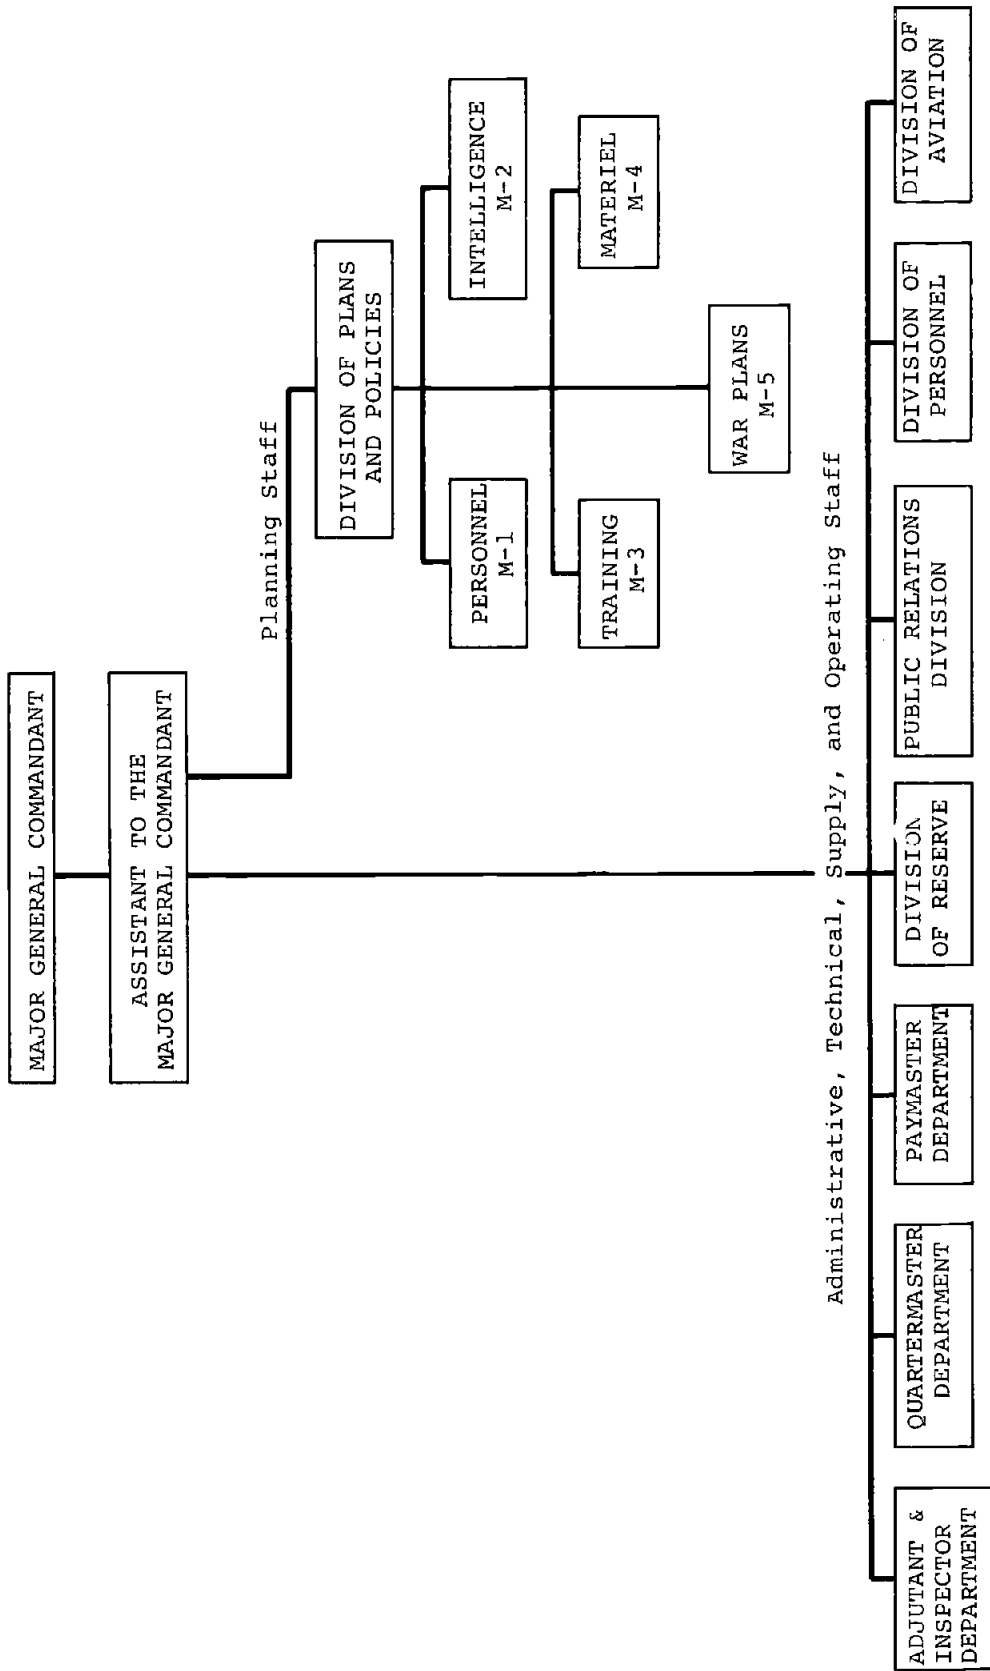 MAJOR GENERAL COMMANDANT
ASSISTANT TO THE
MAJOR GENERAL COMMANDANT
Planning Staff
DIVISION OF PLANS
AND POLICIES
PERSONNEL
M-1
INTELLIGENCE
M-2
TRAINING
M-3
MATERIEL
M-4
WAR PLANS
M-5
Administrative, Technical, Supply, and Operating Staff
ADJUTANT &
INSPECTOR
DEPARTMENT
QUARTERMASTER
DEPARTMENT
PAYMASTER
DEPARTMENT
DIVISION
OF RESERVE
PUBLIC RELATIONS
DIVISION
DIVISION OF
PERSONNEL
DIVISION OF
AVIATION